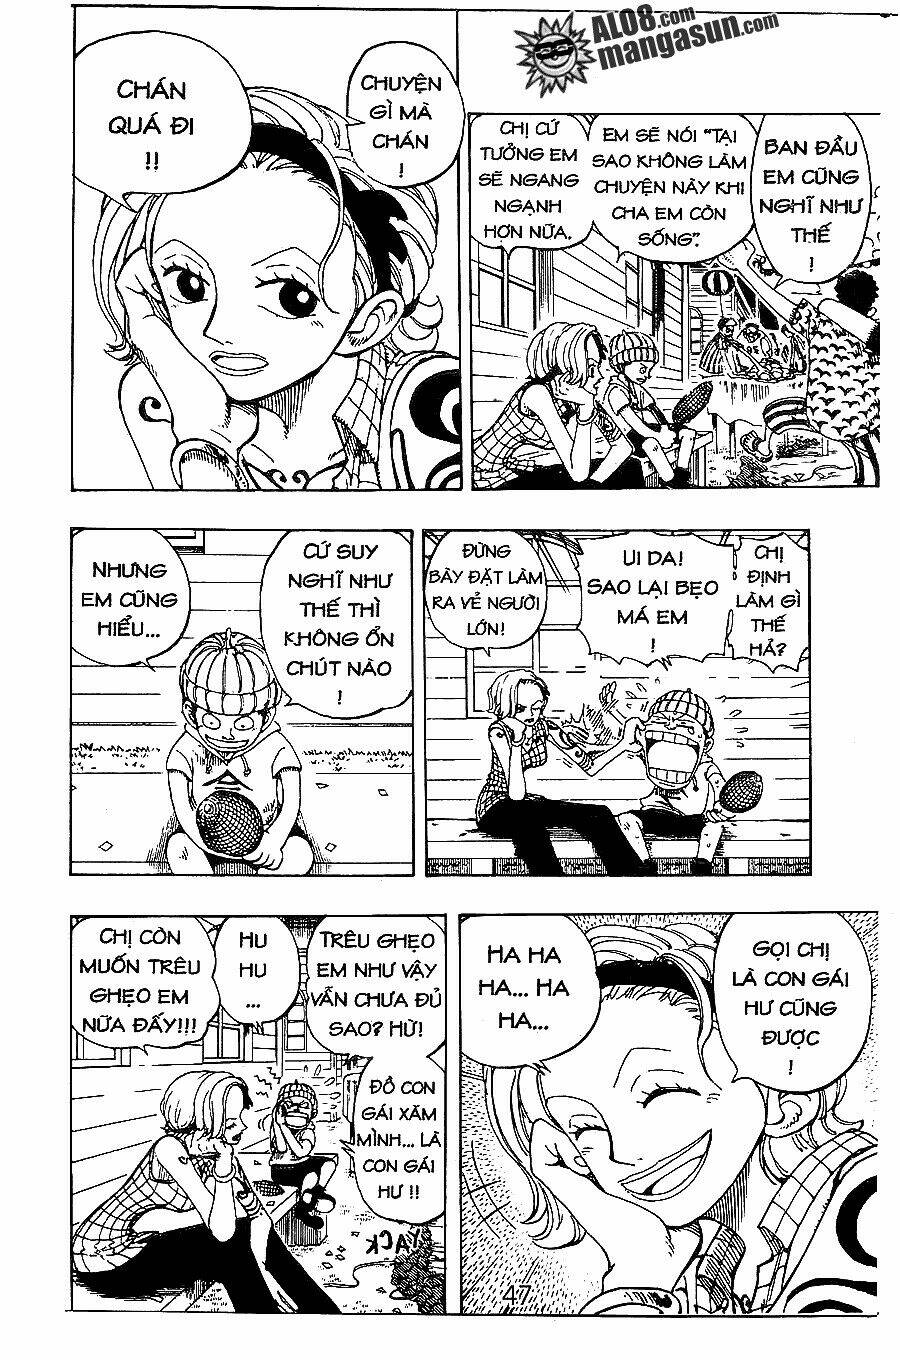 ALO8.com
mangasun.com
BAN ĐẦU
EM CŨNG
NGHĨ NHƯ
THẾ
!
EM SẼ NÓI "TẠI
SAO KHÔNG LÀM
CHUYỆN NÀY KHI
CHA EM CÒN
SỐNG".
CHỊ CỨ
TƯỞNG EM
SẼ NGANG
NGẠNH
HƠN NỮA.
CHUYỆN
GÌ MÀ
CHÁN
!
CHÁN
QUÁ ĐI
!!
CHỊ
ĐỊNH
LÀM GÌ
THẾ
HẢ?
UI DA!
SAO LẠI BẸO
MÁ EM
!
ĐỪNG
BÀY ĐẶT LÀM
RA VẺ NGƯỜI
LỚN!
CỨ SUY
NGHĨ NHƯ
THẾ THÌ
KHÔNG ỔN
CHÚT NÀO
!
NHƯNG
EM CŨNG
HIỂU...
GỌI CHỊ
LÀ CON GÁI
HƯ CŨNG
ĐƯỢC
!
HA HA
HA... HA
HA...
TRÊU GHẸO
EM NHƯ VẬY
VẪN CHƯA ĐỦ
SAO? HỪ!
ĐỒ CON
GÁI XĂM
MÌNH... LÀ
CON GÁI
HƯ !!
HU
HU
...
CHỊ CÒN
MUỐN TRÊU
GHẸO EM
NỮA ĐẤY!!!
YACK
47